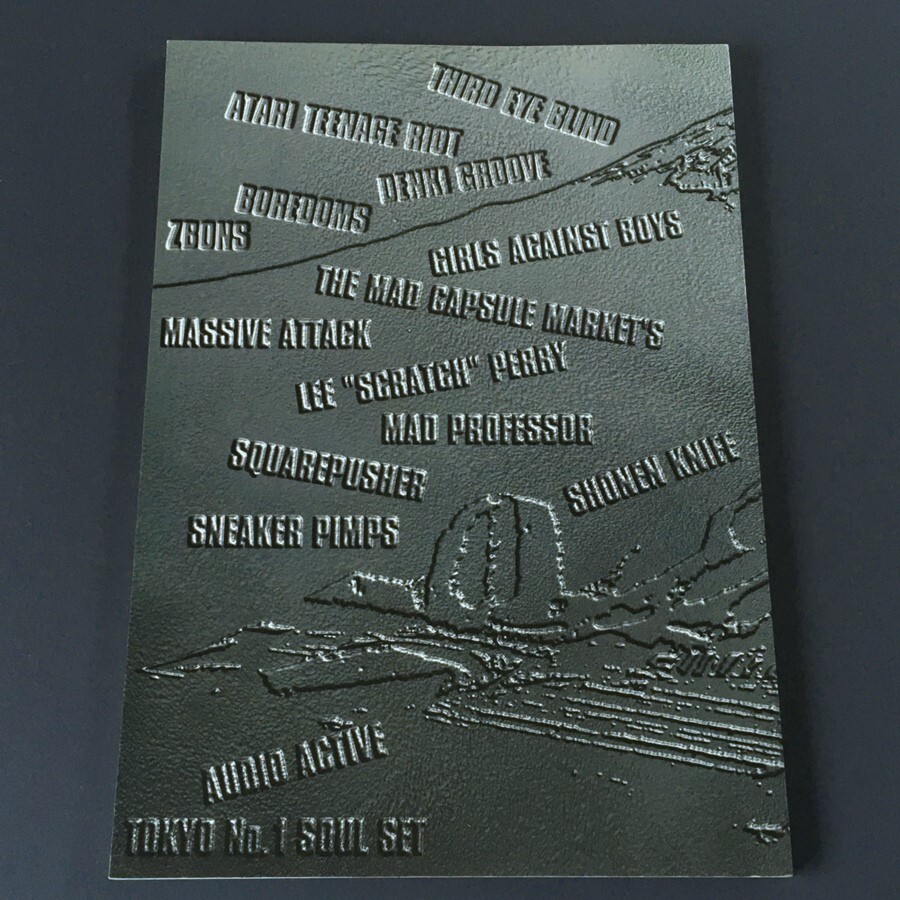 THIRD EYE BLIND
ATARI TEENAGE RIOT
DENKI GROOVE
BOREDOMS
ZBONS
GIRLS AGAINST BOYS
THE MAD CAPSULE MARKET'S
MASSIVE ATTACK
LEE "SCRATCH" PERRY
MAD PROFESSOR
SQUAREPUSHER
SHONEN KNIFE
SNEAKER PIMPS
AUDIO ACTIVE
TOKYO No. 1 SOUL SET